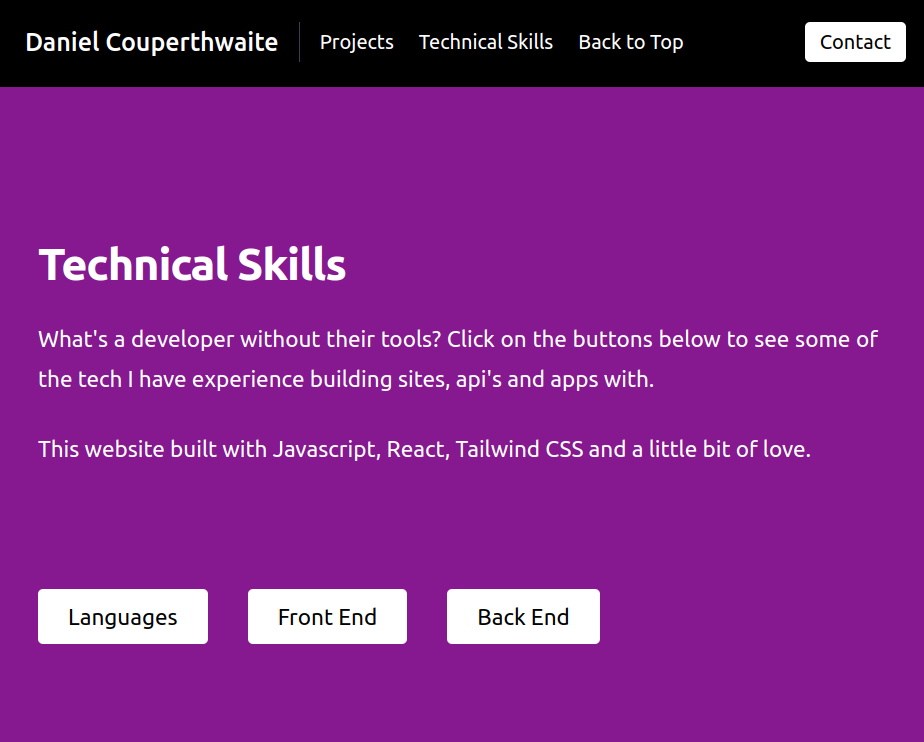 Daniel Couperthwaite
Projects
Technical Skills
Back to Top
Contact
Technical Skills
What's a developer without their tools? Click on the buttons below to see some of
the tech I have experience building sites, api's and apps with.
This website built with Javascript, React, Tailwind CSS and a little bit of love.
Languages
Front End
Back End